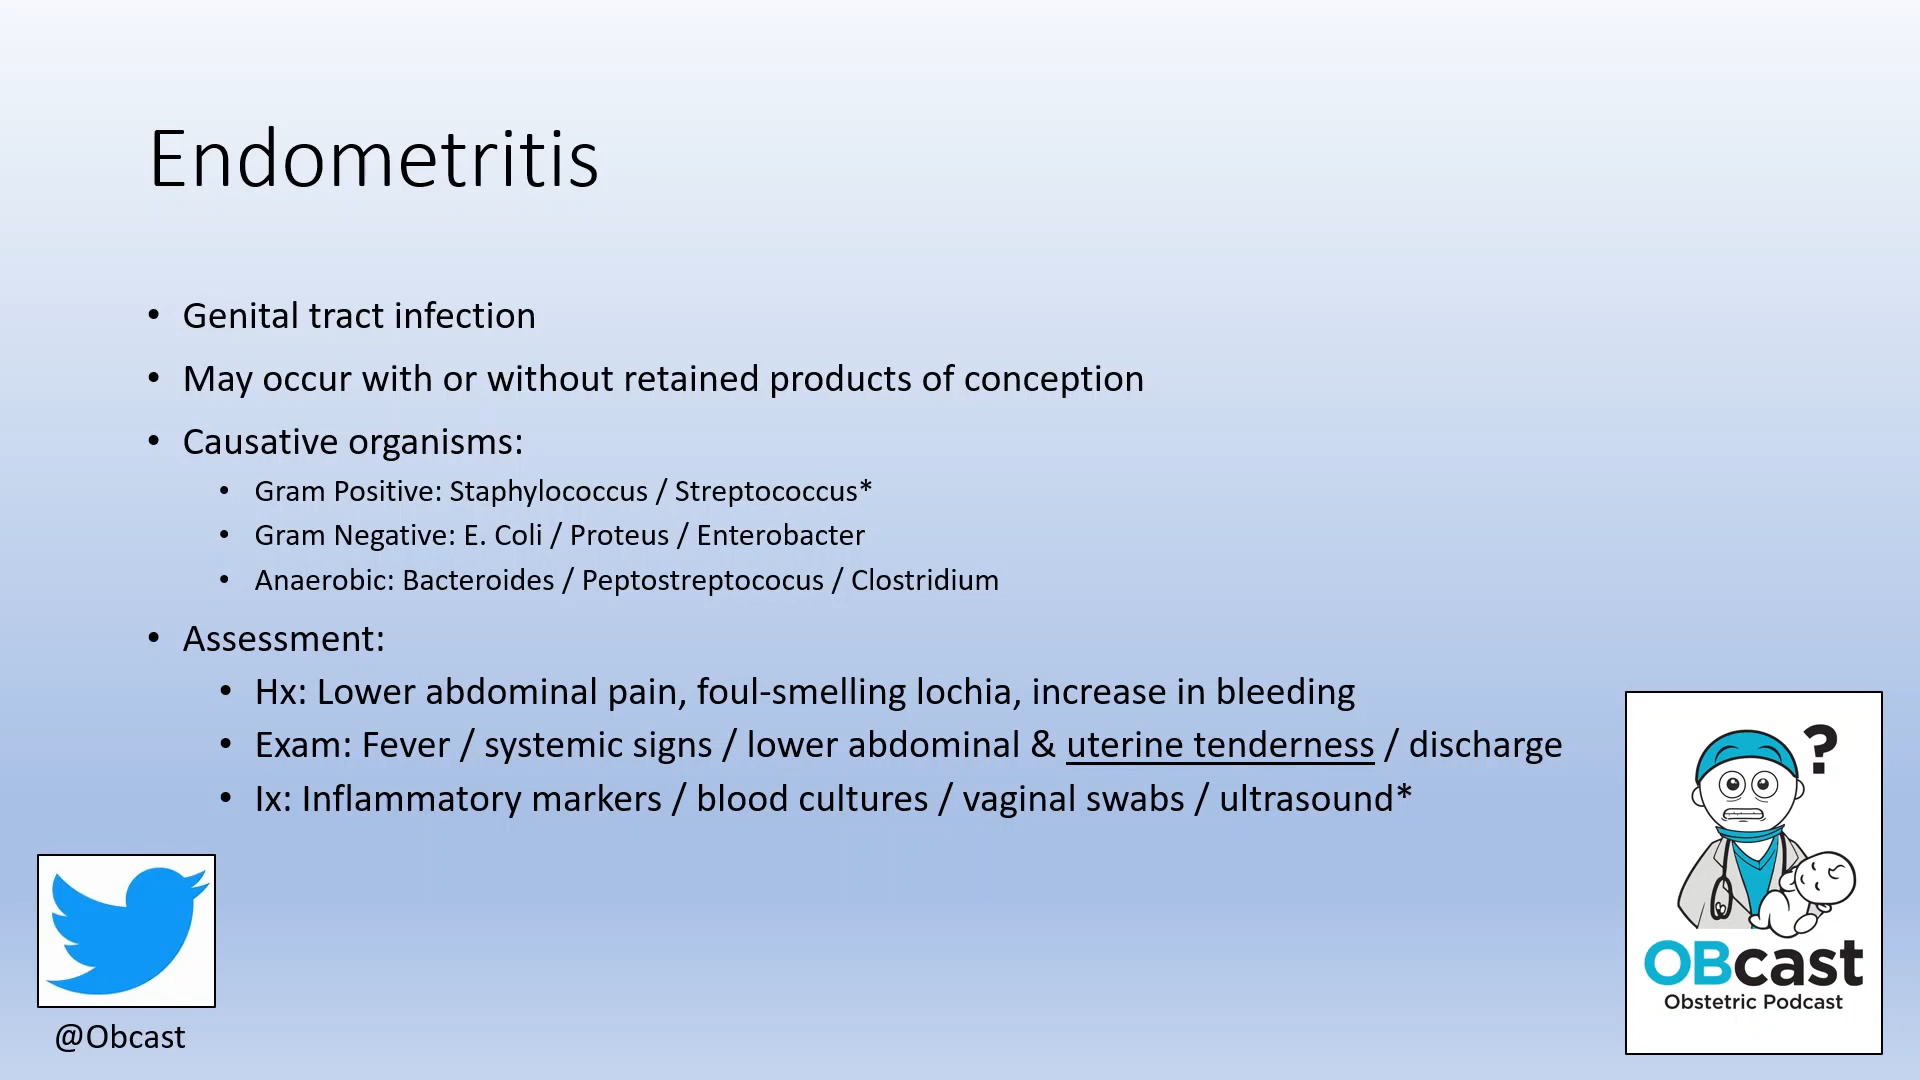 Endometritis
• Genital tract infection
• May occur with or without retained products of conception
• Causative organisms:
• Gram Positive: Staphylococcus / Streptococcus*
• Gram Negative: E. Coli / Proteus / Enterobacter
• Anaerobic: Bacteroides / Peptostreptococus / Clostridium
• Assessment:
• Hx: Lower abdominal pain, foul-smelling lochia, increase in bleeding
• Exam: Fever / systemic signs / lower abdominal & uterine tenderness / discharge
• Ix: Inflammatory markers / blood cultures / vaginal swabs / ultrasound*
?
OBcast
Obstetric Podcast
@Obcast